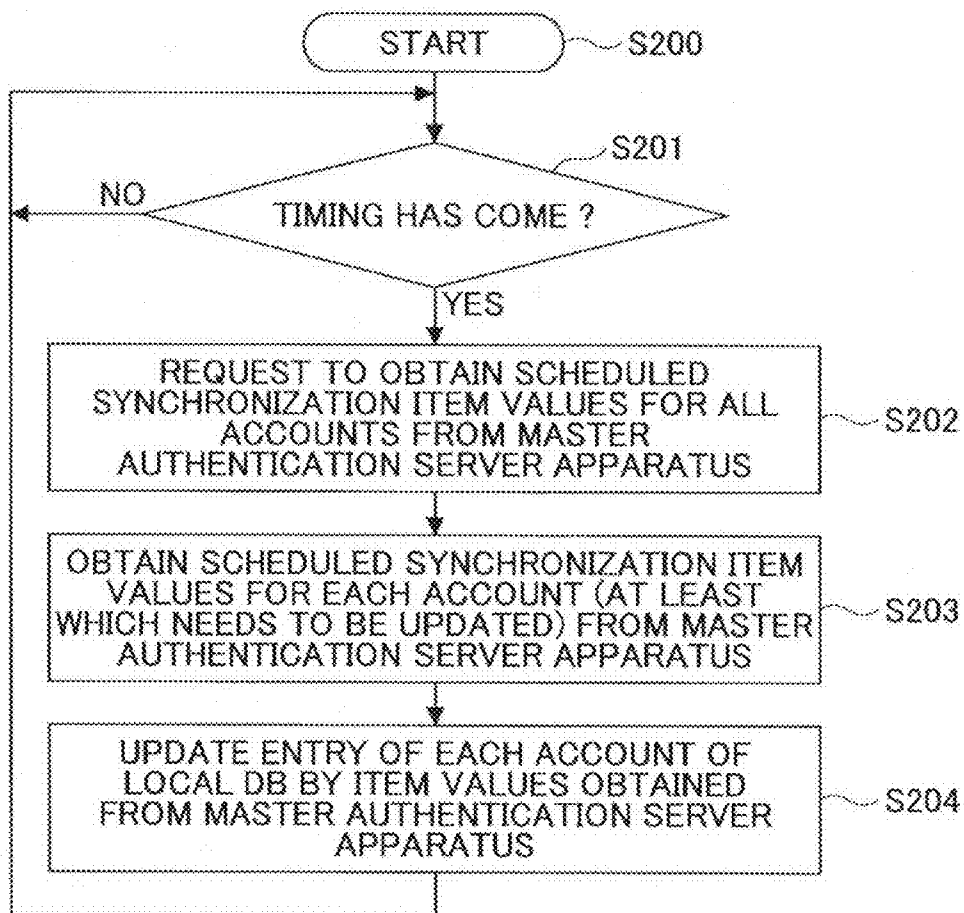 START
S200
S201
NO
TIMING HAS COME ?
YES
REQUEST TO OBTAIN SCHEDULED
SYNCHRONIZATION ITEM VALUES FOR ALL
ACCOUNTS FROM MASTER
AUTHENTICATION SERVER APPARATUS
S202
OBTAIN SCHEDULED SYNCHRONIZATION ITEM
VALUES FOR EACH ACCOUNT (AT LEAST
WHICH NEEDS TO BE UPDATED) FROM MASTER
AUTHENTICATION SERVER APPARATUS
S203
UPDATE ENTRY OF EACH ACCOUNT OF
LOCAL DB BY ITEM VALUES OBTAINED
FROM MASTER AUTHENTICATION SERVER
APPARATUS
S204